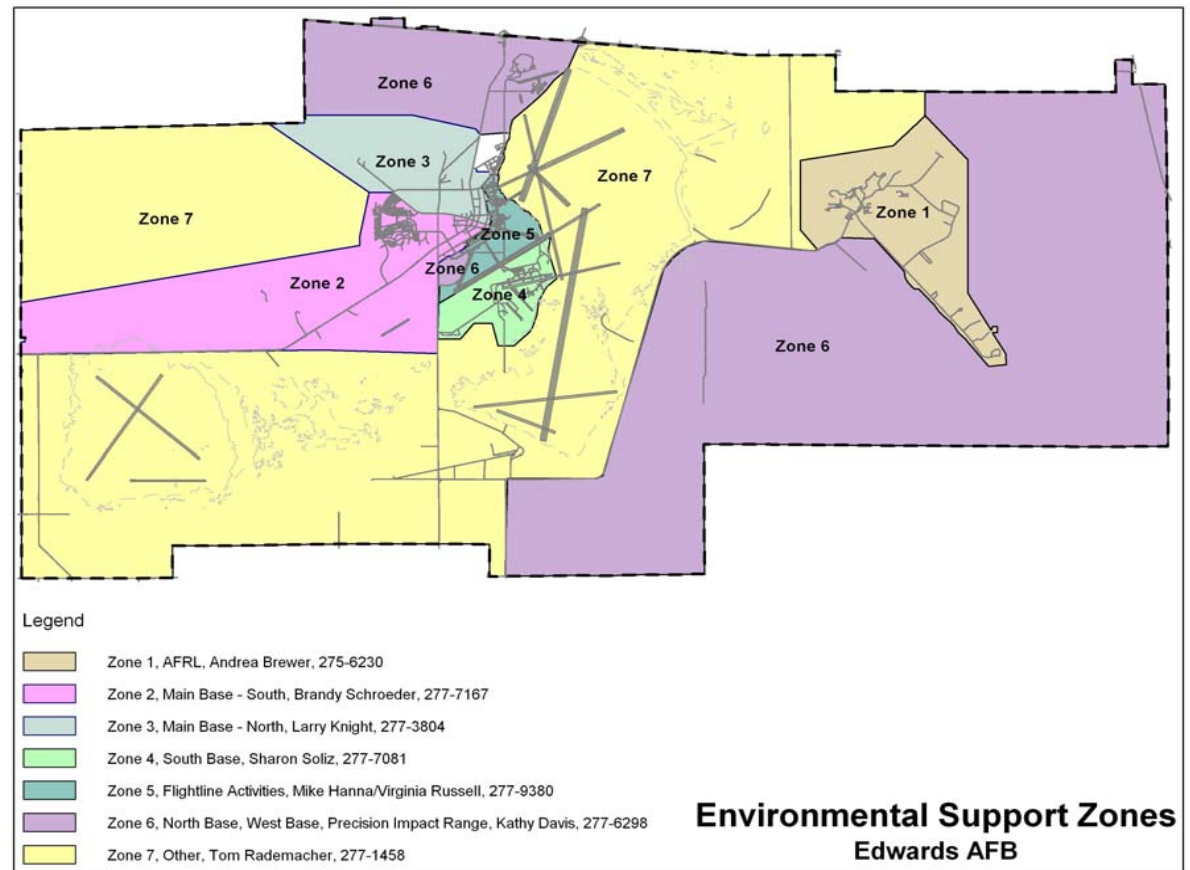 Zone 6
Zone 3
Zone 7
Zone 7
Zone 1
Zone 5
Zone 6
Zone 2
Zone 4
Zone 6
Legend
Zone 1, AFRL, Andrea Brewer, 275-6230
Zone 2, Main Base - South, Brandy Schroeder, 277-7167
Zone 3, Main Base - North, Larry Knight, 277-3804
Zone 4, South Base, Sharon Soliz, 277-7081
Zone 5, Flightline Activities, Mike Hanna/Virginia Russell, 277-9380
Zone 6, North Base, West Base, Precision Impact Range, Kathy Davis, 277-6298
Zone 7, Other, Tom Rademacher, 277-1458
Environmental Support Zones
Edwards AFB